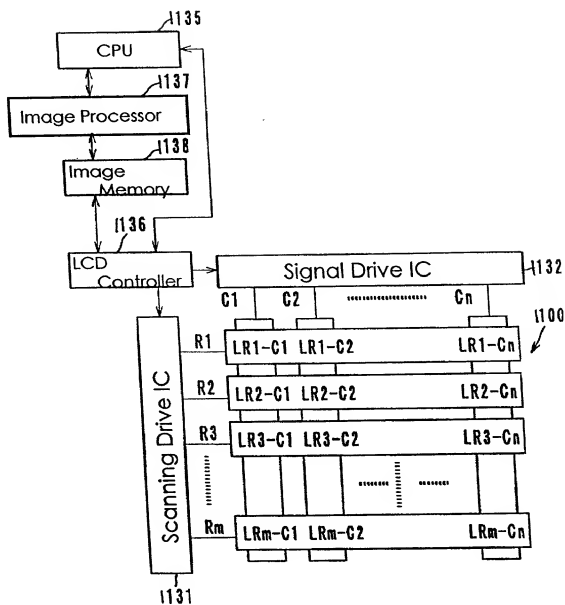 1135
CPU
1137
Image Processor
1138
Image
Memory
1136
LCD
Controller
Signal Drive IC
1132
C1 C2 Cn
1100
R1 LR1-C1 LR1-C2 LR1-Cn
R2 LR2-C1 LR2-C2 LR2-Cn
R3 LR3-C1 LR3-C2 LR3-Cn
Scanning Drive IC
Rm LRm-C1 LRm-C2 LRm-Cn
1131